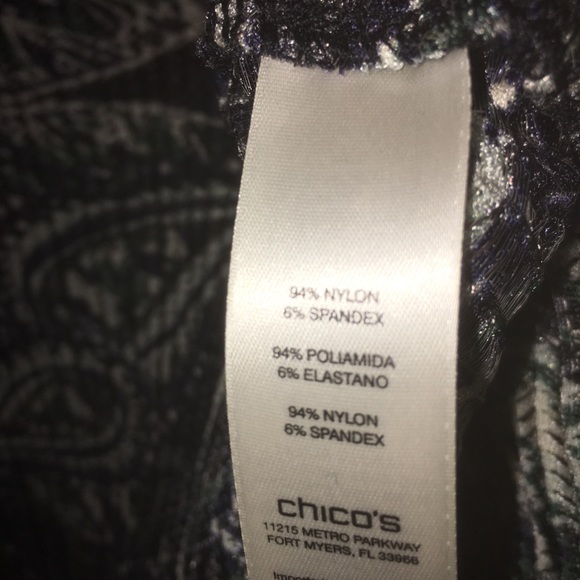 94% NYLON
6% SPANDEX
94% POLIAMIDA
6% ELASTANO
94% NYLON
6% SPANDEX
chico's
11215 METRO PARKWAY
FORT MYERS, FL 33966